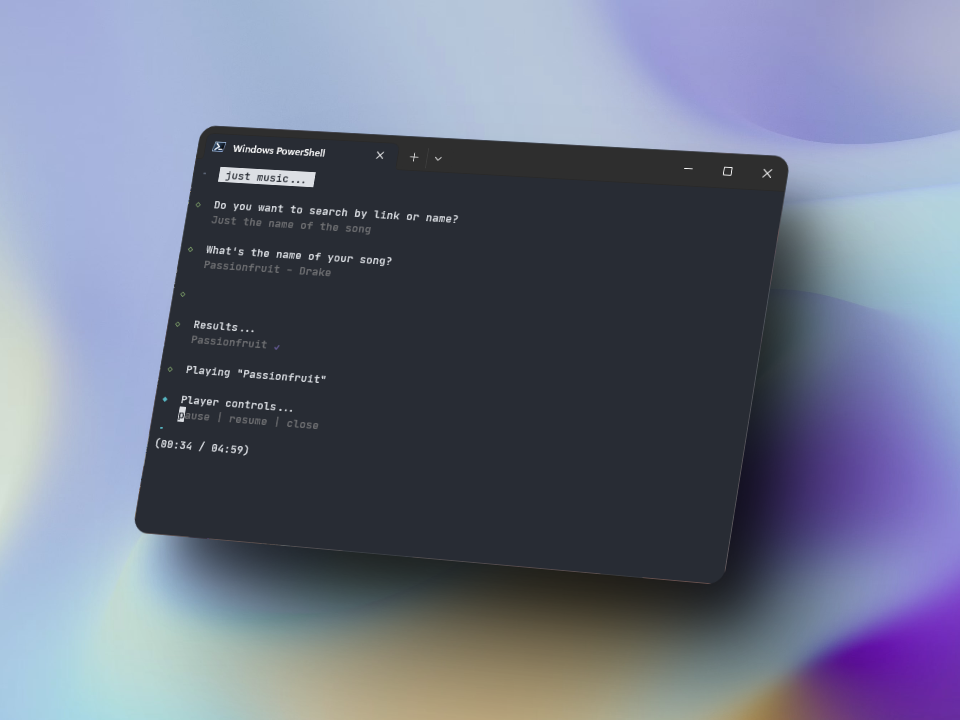 Windows PowerShell
just music...
Do you want to search by link or name?
Just the name of the song
What's the name of your song?
Passionfruit - Drake
Results...
Passionfruit ✓
Playing "Passionfruit"
Player controls...
pause | resume | close
(00:34 / 04:59)